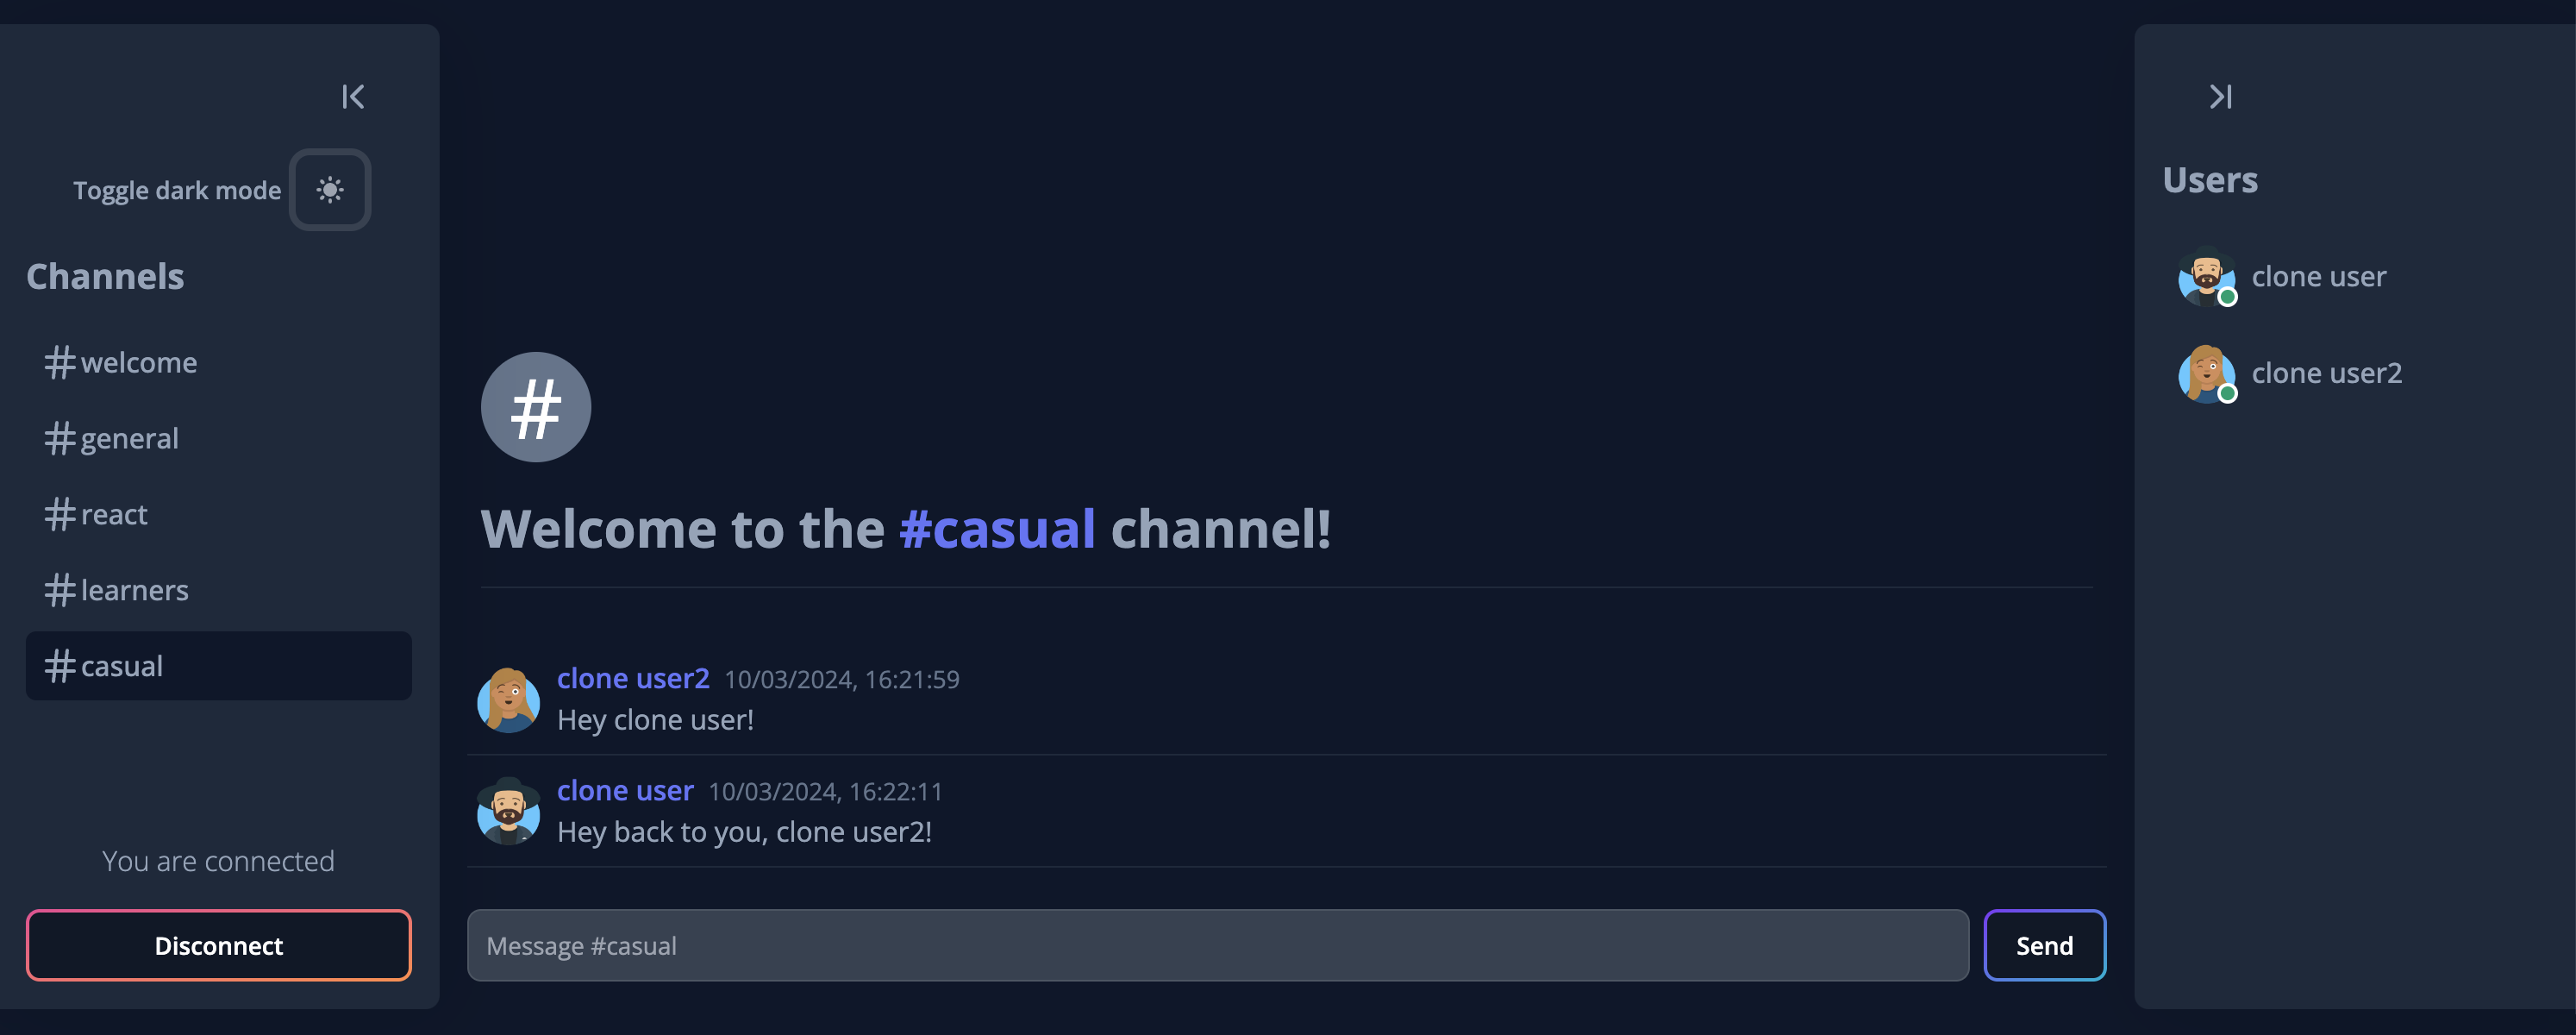 Toggle dark mode
Channels
#welcome
#general
#react
#learners
#casual
You are connected
Disconnect
#
Welcome to the #casual channel!
clone user2 10/03/2024, 16:21:59
Hey clone user!
clone user 10/03/2024, 16:22:11
Hey back to you, clone user2!
Message #casual
Send
Users
clone user
clone user2